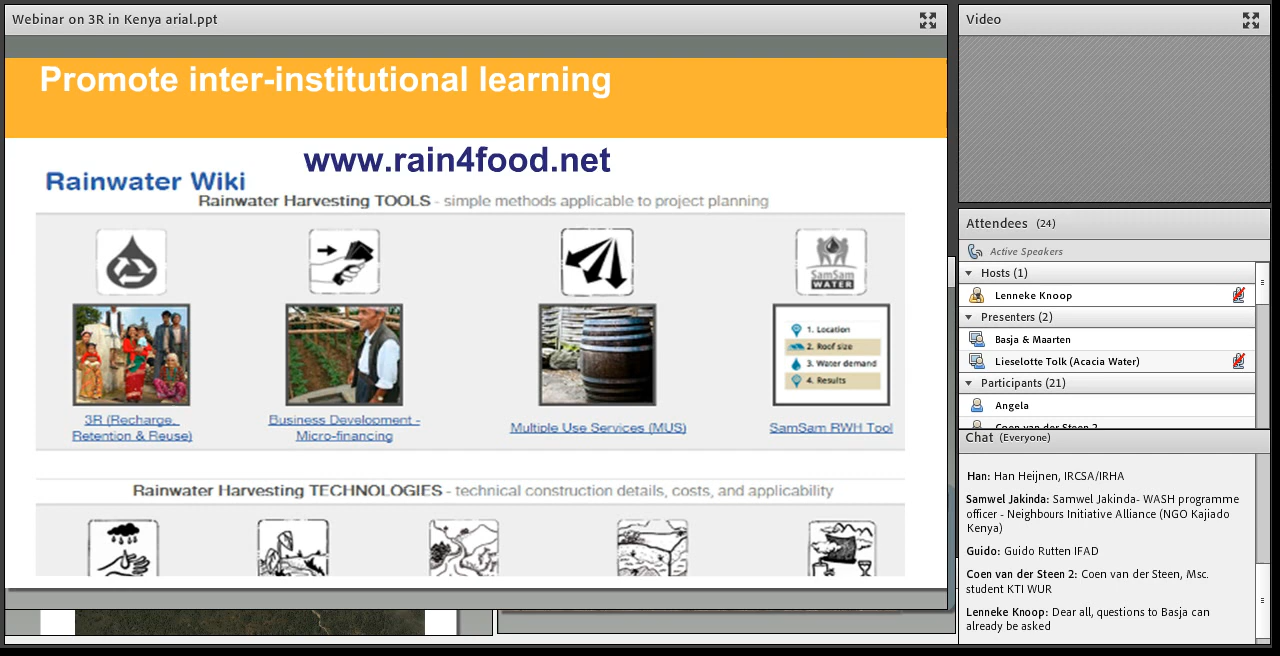 Webinar on 3R in Kenya arial.ppt
Promote inter-institutional learning
www.rain4food.net
Rainwater Wiki
Rainwater Harvesting TOOLS - simple methods applicable to project planning
SamSam
WATER
1. Location
2. Roof size
3. Water demand
4. Results
3R (Recharge,
Retention & Reuse)
Business Development -
Micro-financing
Multiple Use Services (MUS)
SamSam RWH Tool
Rainwater Harvesting TECHNOLOGIES - technical construction details, costs, and applicability
Video
Attendees (24)
Active Speakers
Hosts (1)
Lenneke Knoop
Presenters (2)
Basja & Maarten
Lieselotte Tolk (Acacia Water)
Participants (21)
Angela
Coen van der Steen 2
Chat (Everyone)
Han: Han Heijnen, IRCSA/IRHA
Samwel Jakinda: Samwel Jakinda- WASH programme
officer - Neighbours Initiative Alliance (NGO Kajiado
Kenya)
Guido: Guido Rutten IFAD
Coen van der Steen 2: Coen van der Steen, Msc.
student KTI WUR
Lenneke Knoop: Dear all, questions to Basja can
already be asked